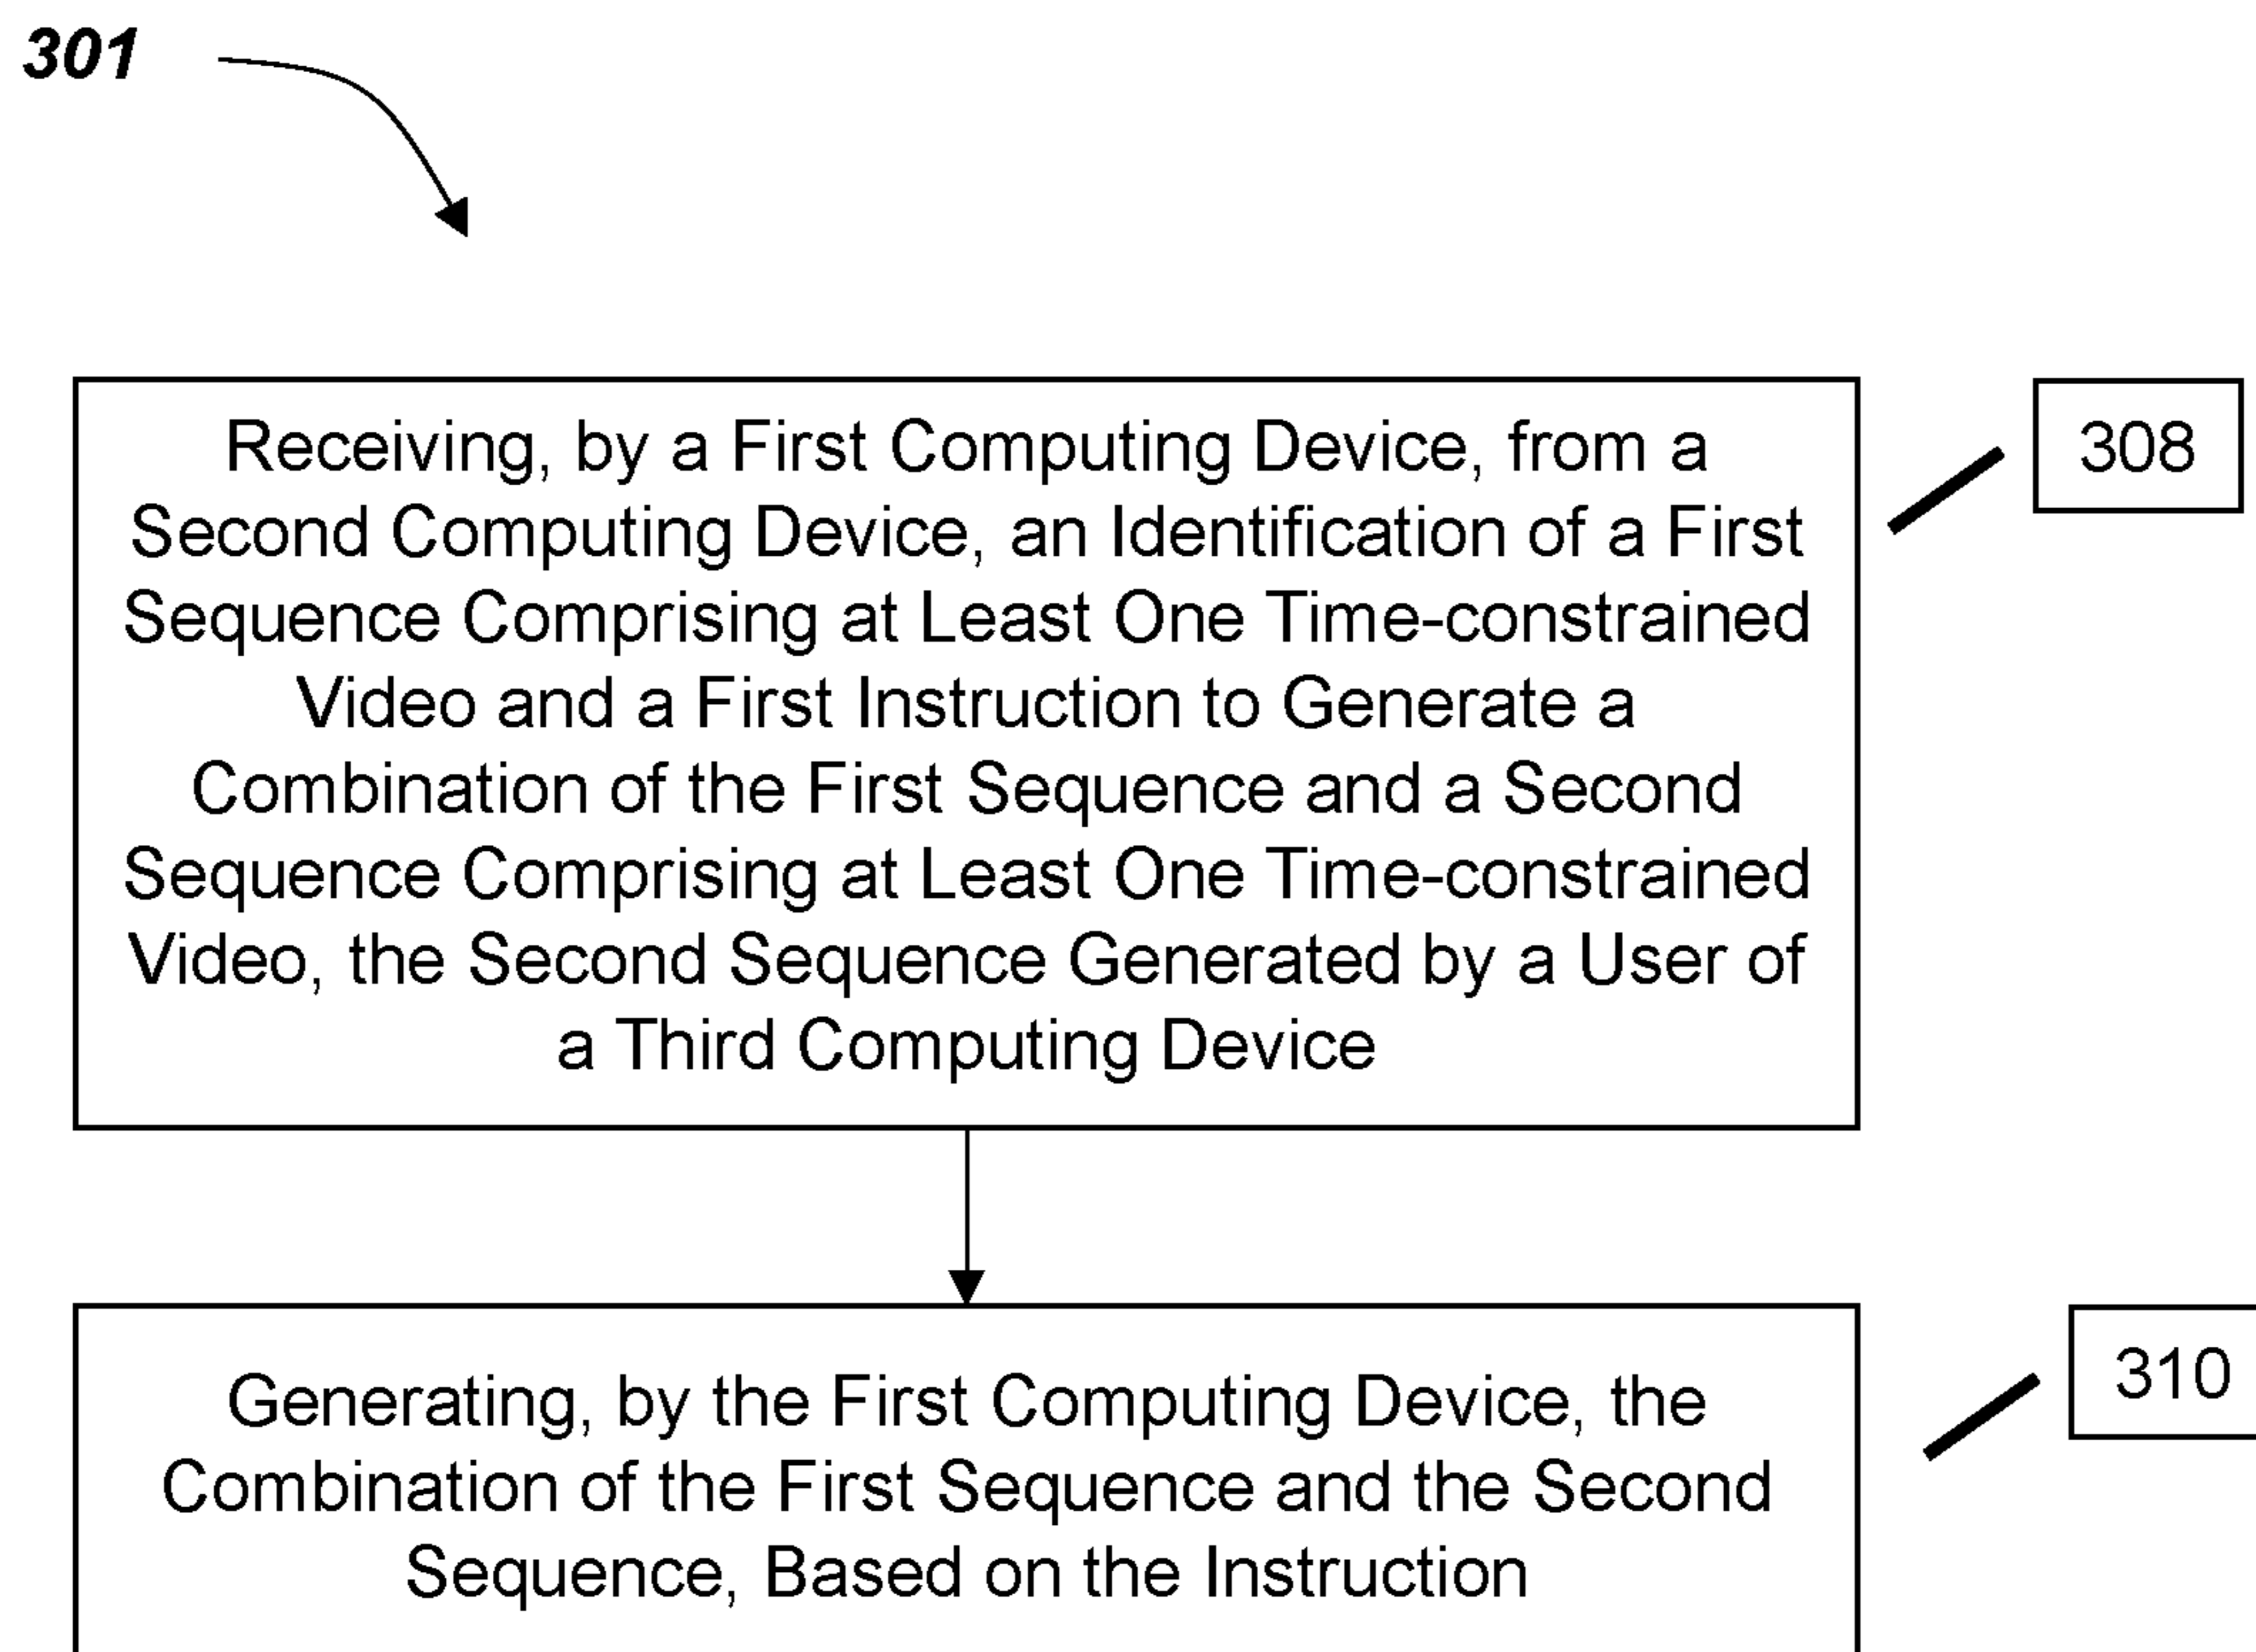 301
Receiving, by a First Computing Device, from a
Second Computing Device, an Identification of a First
Sequence Comprising at Least One Time-constrained
Video and a First Instruction to Generate a
Combination of the First Sequence and a Second
Sequence Comprising at Least One Time-constrained
Video, the Second Sequence Generated by a User of
a Third Computing Device
308
Generating, by the First Computing Device, the
Combination of the First Sequence and the Second
Sequence, Based on the Instruction
310